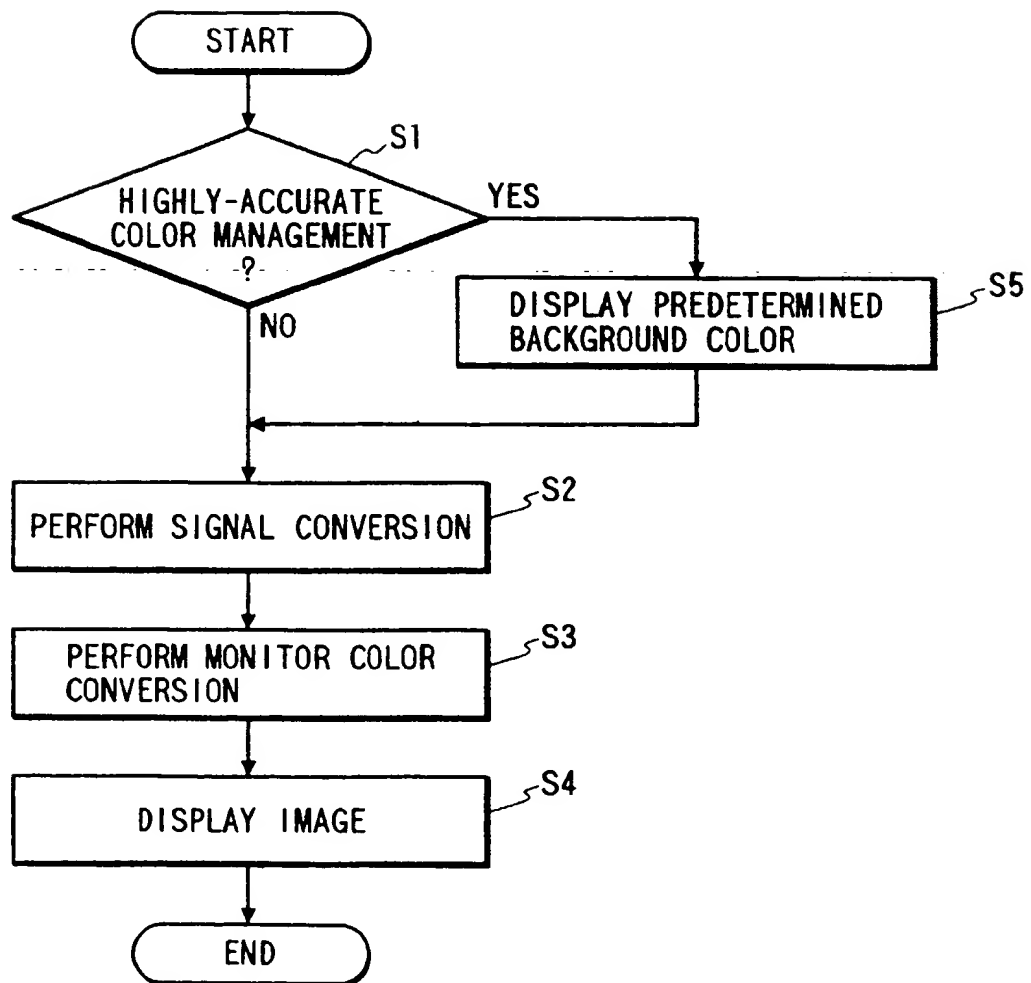 START
S1
HIGHLY-ACCURATE
COLOR MANAGEMENT
?
YES
NO
S5
DISPLAY PREDETERMINED
BACKGROUND COLOR
S2
PERFORM SIGNAL CONVERSION
S3
PERFORM MONITOR COLOR
CONVERSION
S4
DISPLAY IMAGE
END